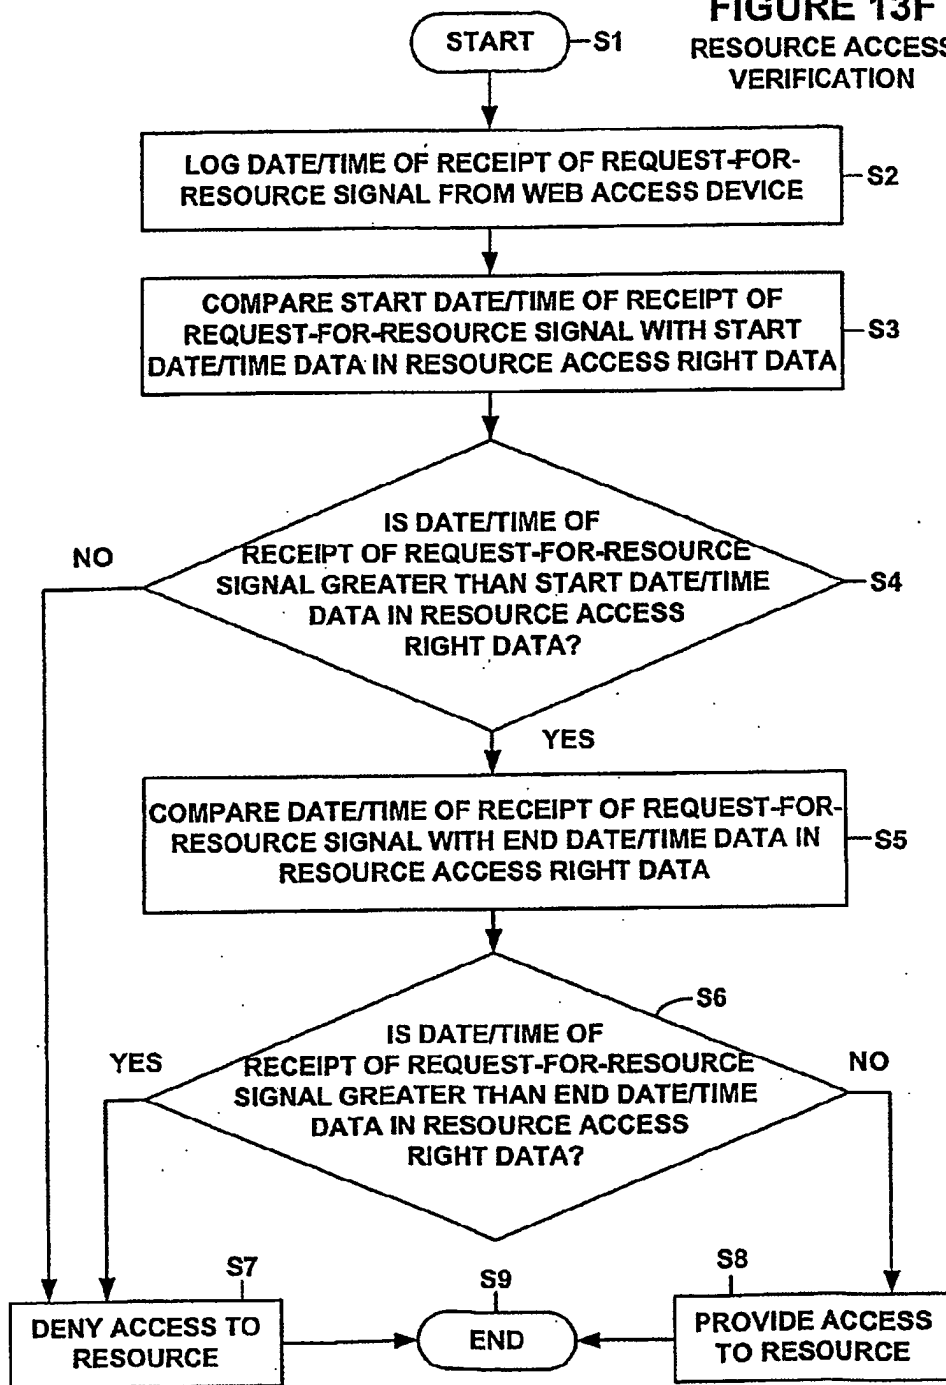 FIGURE 13F
RESOURCE ACCESS
VERIFICATION
START
S1
LOG DATE/TIME OF RECEIPT OF REQUEST-FOR-
RESOURCE SIGNAL FROM WEB ACCESS DEVICE
S2
COMPARE START DATE/TIME OF RECEIPT OF
REQUEST-FOR-RESOURCE SIGNAL WITH START
DATE/TIME DATA IN RESOURCE ACCESS RIGHT DATA
S3
IS DATE/TIME OF
RECEIPT OF REQUEST-FOR-RESOURCE
SIGNAL GREATER THAN START DATE/TIME
DATA IN RESOURCE ACCESS
RIGHT DATA?
S4
NO
YES
COMPARE DATE/TIME OF RECEIPT OF REQUEST-FOR-
RESOURCE SIGNAL WITH END DATE/TIME DATA IN
RESOURCE ACCESS RIGHT DATA
S5
S6
IS DATE/TIME OF
RECEIPT OF REQUEST-FOR-RESOURCE
SIGNAL GREATER THAN END DATE/TIME
DATA IN RESOURCE ACCESS
RIGHT DATA?
YES
NO
S7
DENY ACCESS TO
RESOURCE
S9
END
S8
PROVIDE ACCESS
TO RESOURCE